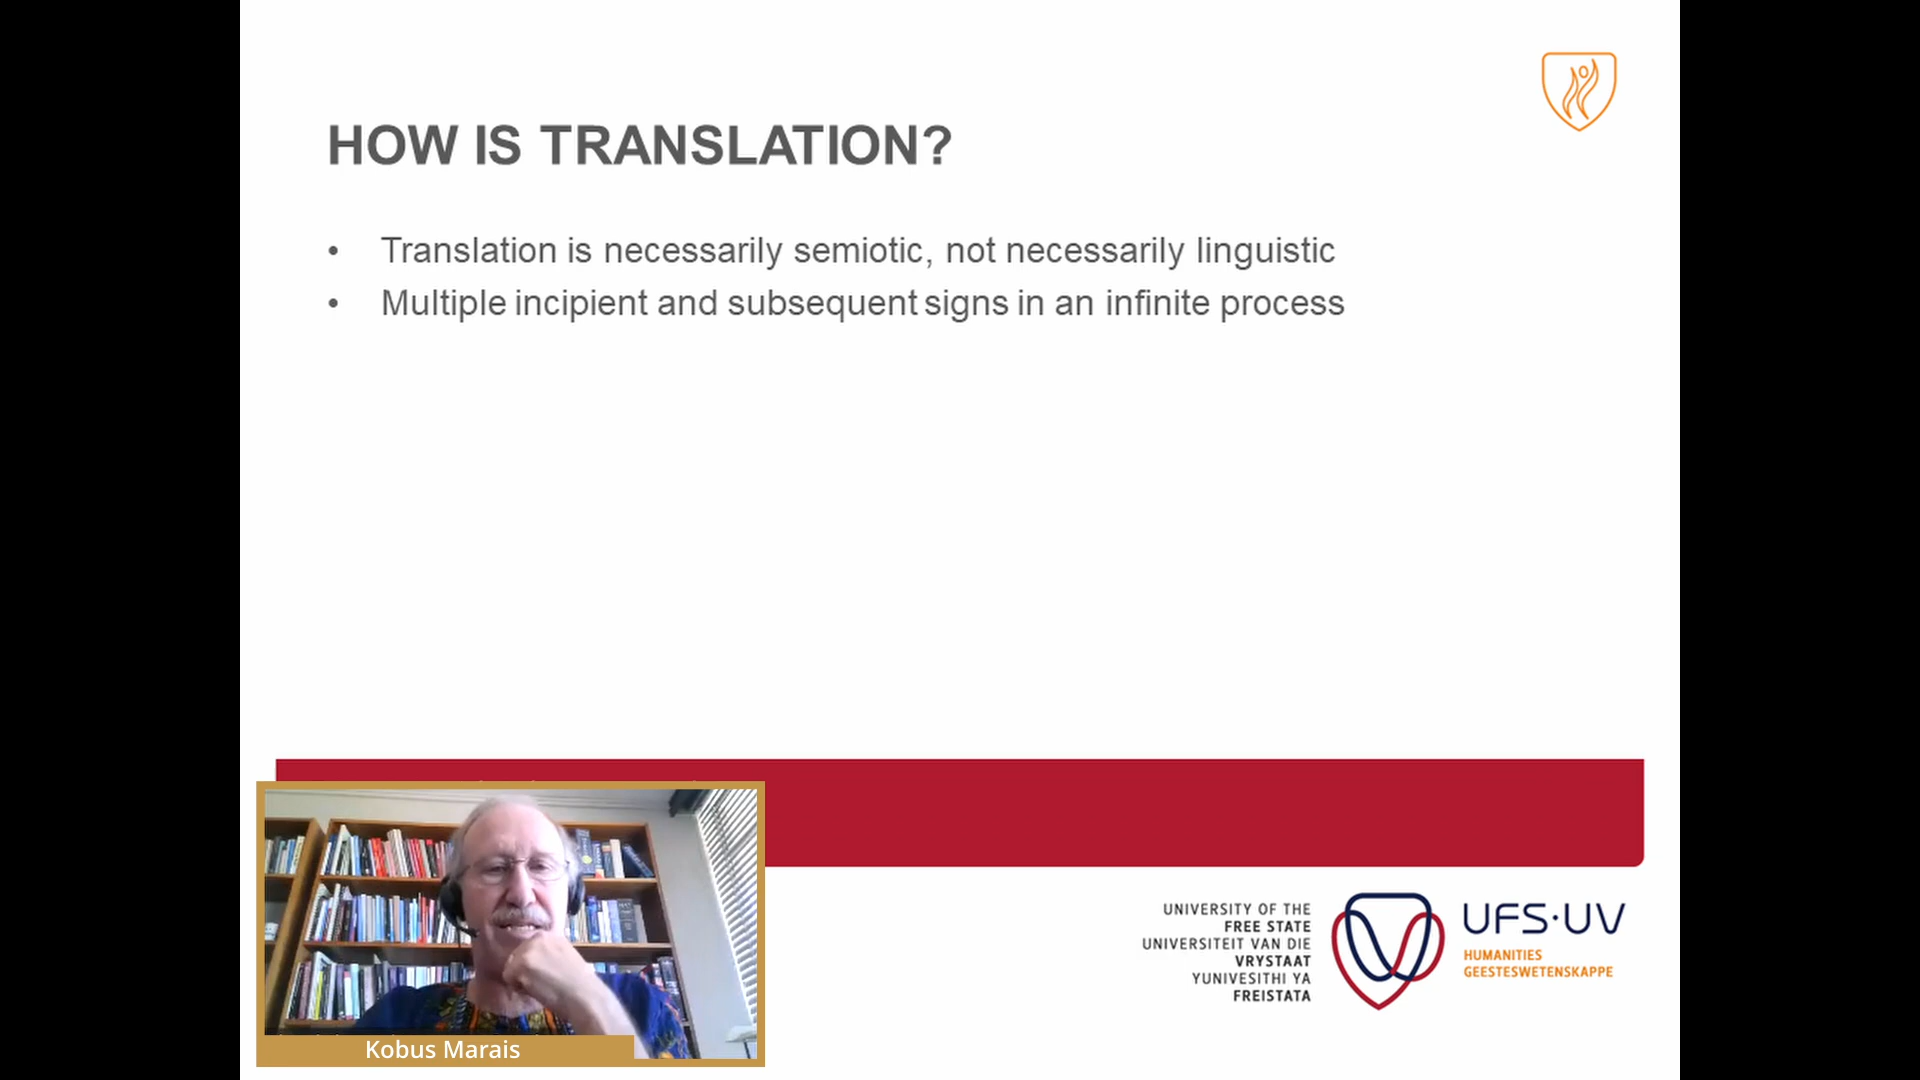 HOW IS TRANSLATION?
• Translation is necessarily semiotic, not necessarily linguistic
• Multiple incipient and subsequent signs in an infinite process
UNIVERSITY OF THE
FREE STATE
UNIVERSITEIT VAN DIE
VRYSTAAT
YUNIVESITHI YA
FREISTATA
UFS·UV
HUMANITIES
GEESTESWETENSKAPPE
Kobus Marais